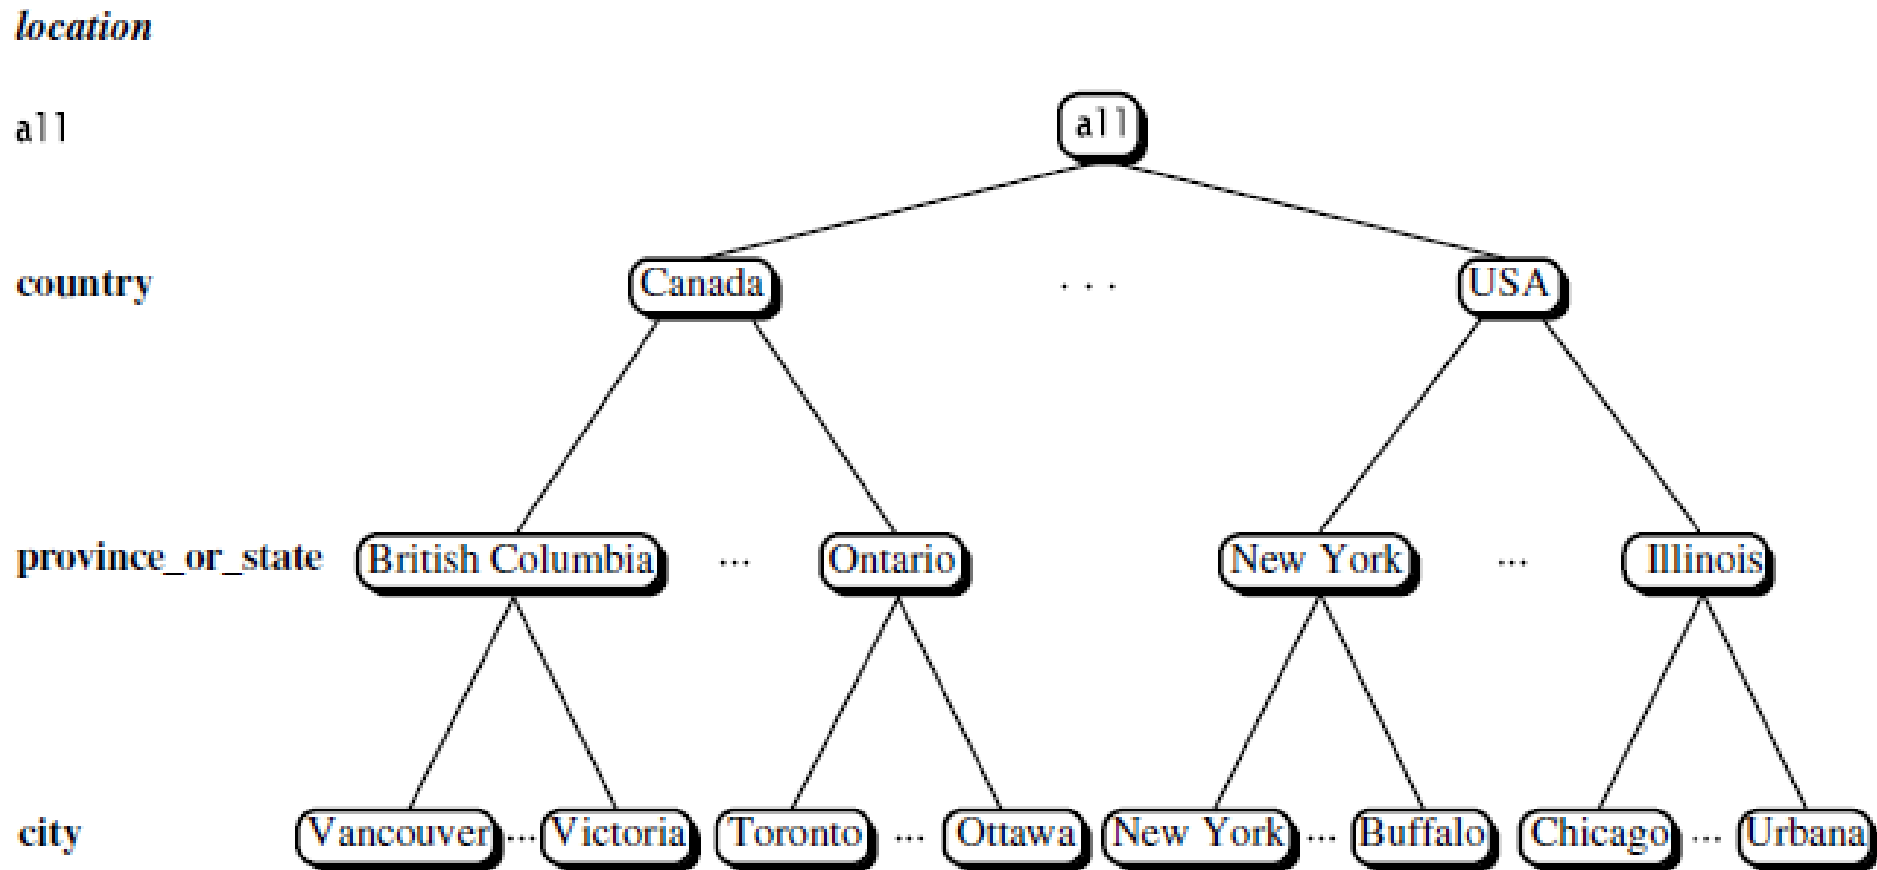 location
all all
country Canada ... USA
province_or_state British Columbia ... Ontario New York ... Illinois
city Vancouver ... Victoria Toronto ... Ottawa New York ... Buffalo Chicago ... Urbana